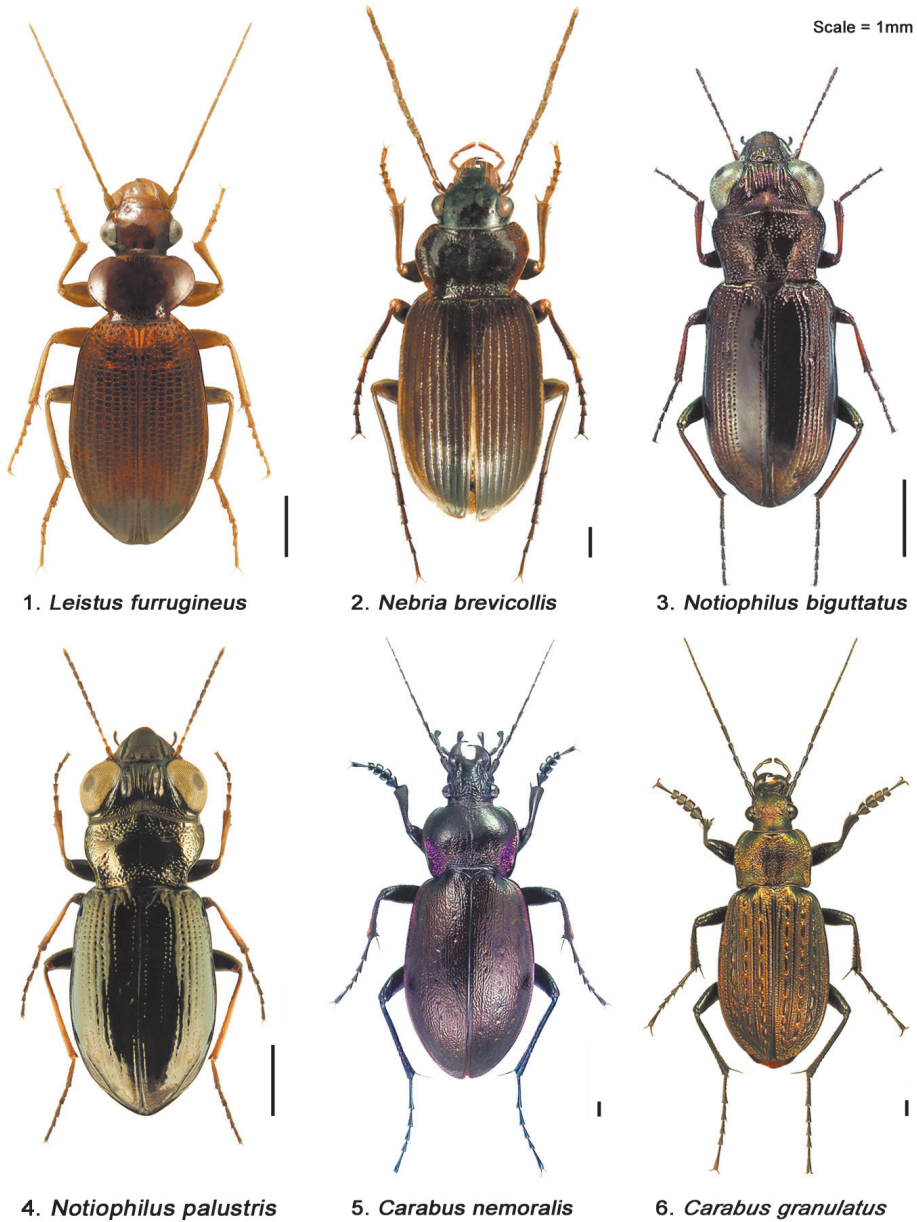 Scale = 1mm
1. Leistus furrugineus
2. Nebria brevicollis
3. Notiophilus biguttatus
4. Notiophilus palustris
5. Carabus nemoralis
6. Carabus granulatus